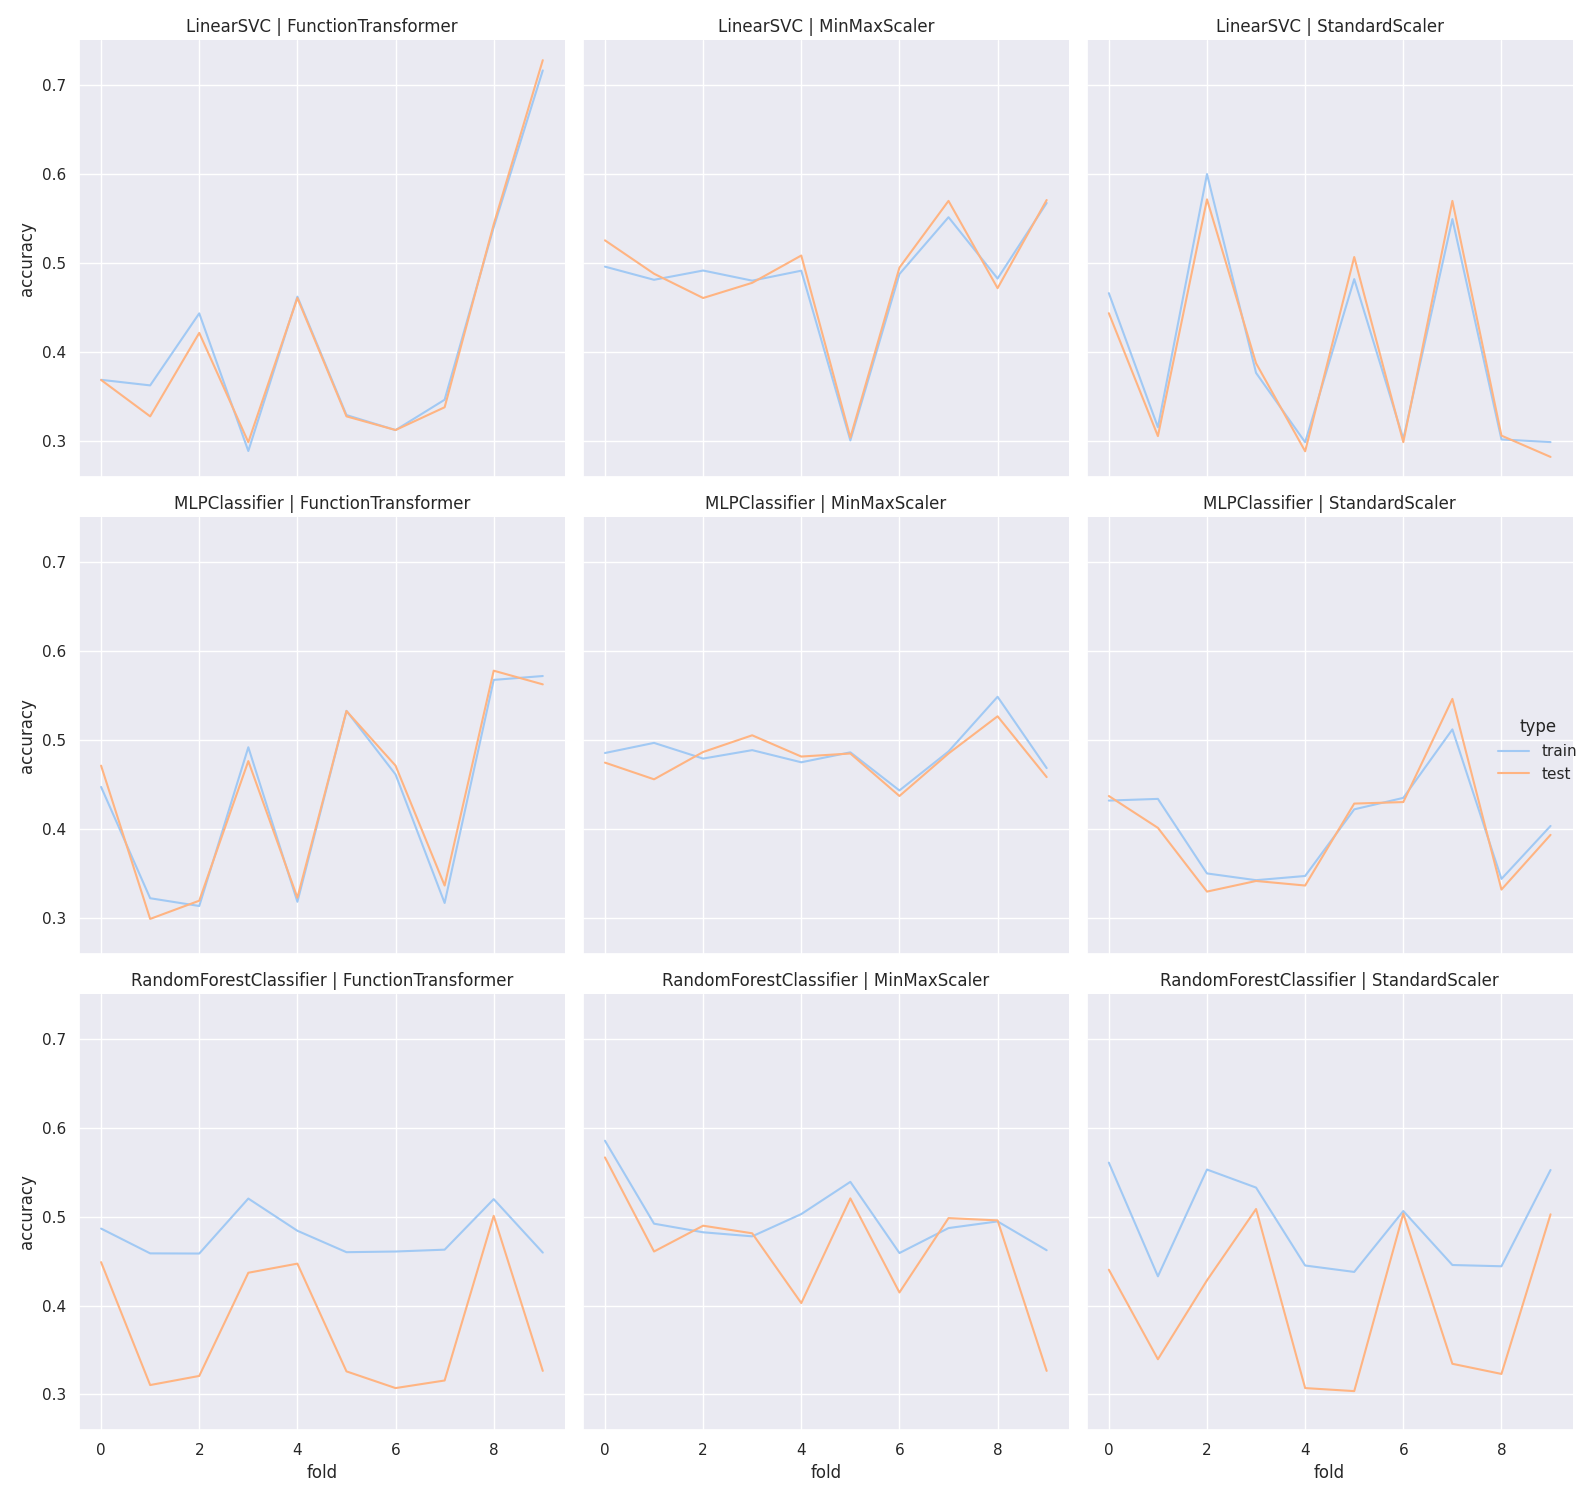 LinearSVC | FunctionTransformer
LinearSVC | MinMaxScaler
LinearSVC | StandardScaler
0.7
0.6
0.5
0.4
0.3
accuracy
MLPClassifier | FunctionTransformer
MLPClassifier | MinMaxScaler
MLPClassifier | StandardScaler
0.7
0.6
0.5
0.4
0.3
accuracy
type
train
test
RandomForestClassifier | FunctionTransformer
RandomForestClassifier | MinMaxScaler
RandomForestClassifier | StandardScaler
0.7
0.6
0.5
0.4
0.3
accuracy
0 2 4 6 8
fold
0 2 4 6 8
fold
0 2 4 6 8
fold